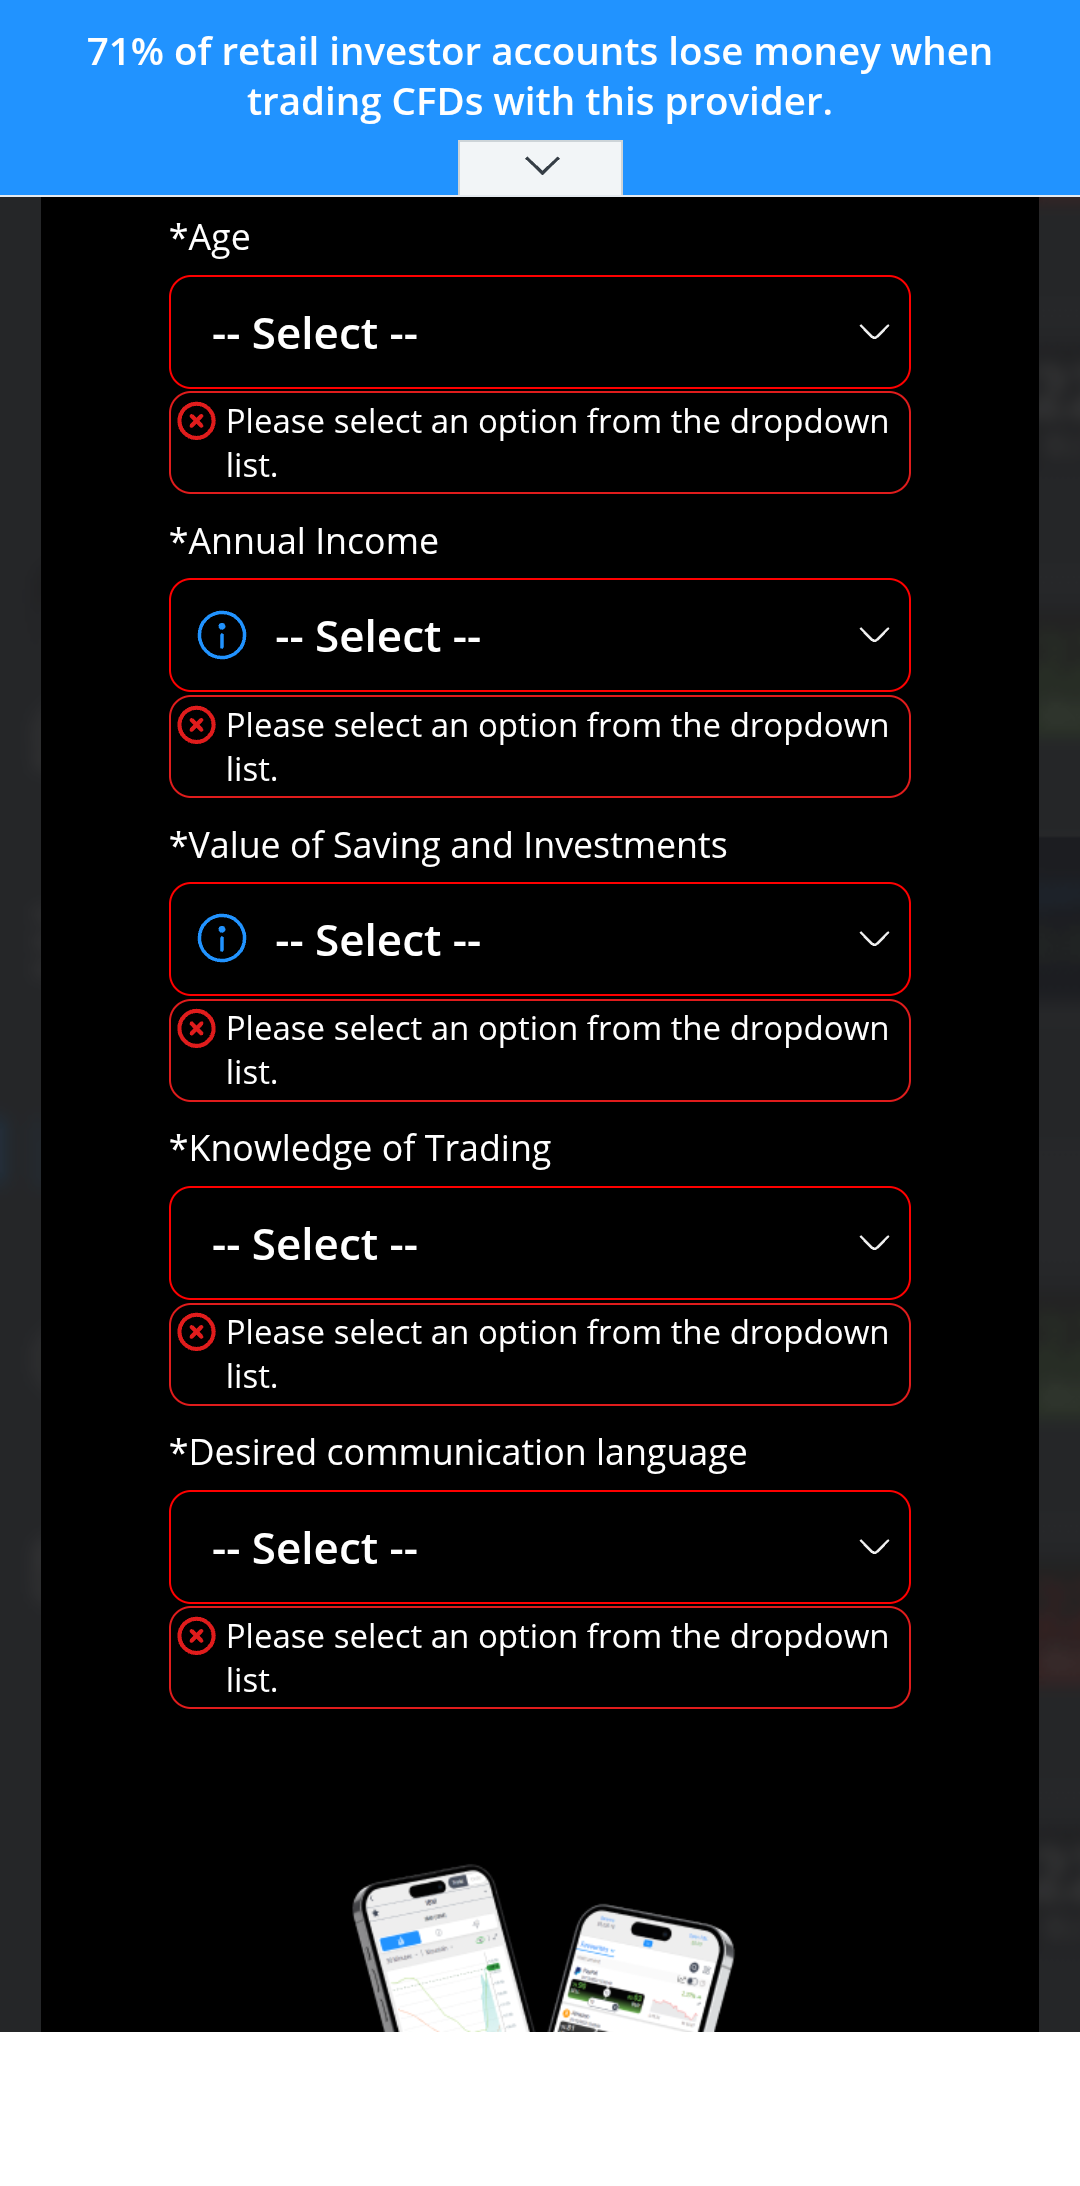 71% of retail investor accounts lose money when
trading CFDs with this provider.
*Age
-- Select --
Please select an option from the dropdown
list.
*Annual Income
-- Select --
Please select an option from the dropdown
list.
*Value of Saving and Investments
-- Select --
Please select an option from the dropdown
list.
*Knowledge of Trading
-- Select --
Please select an option from the dropdown
list.
*Desired communication language
-- Select --
Please select an option from the dropdown
list.